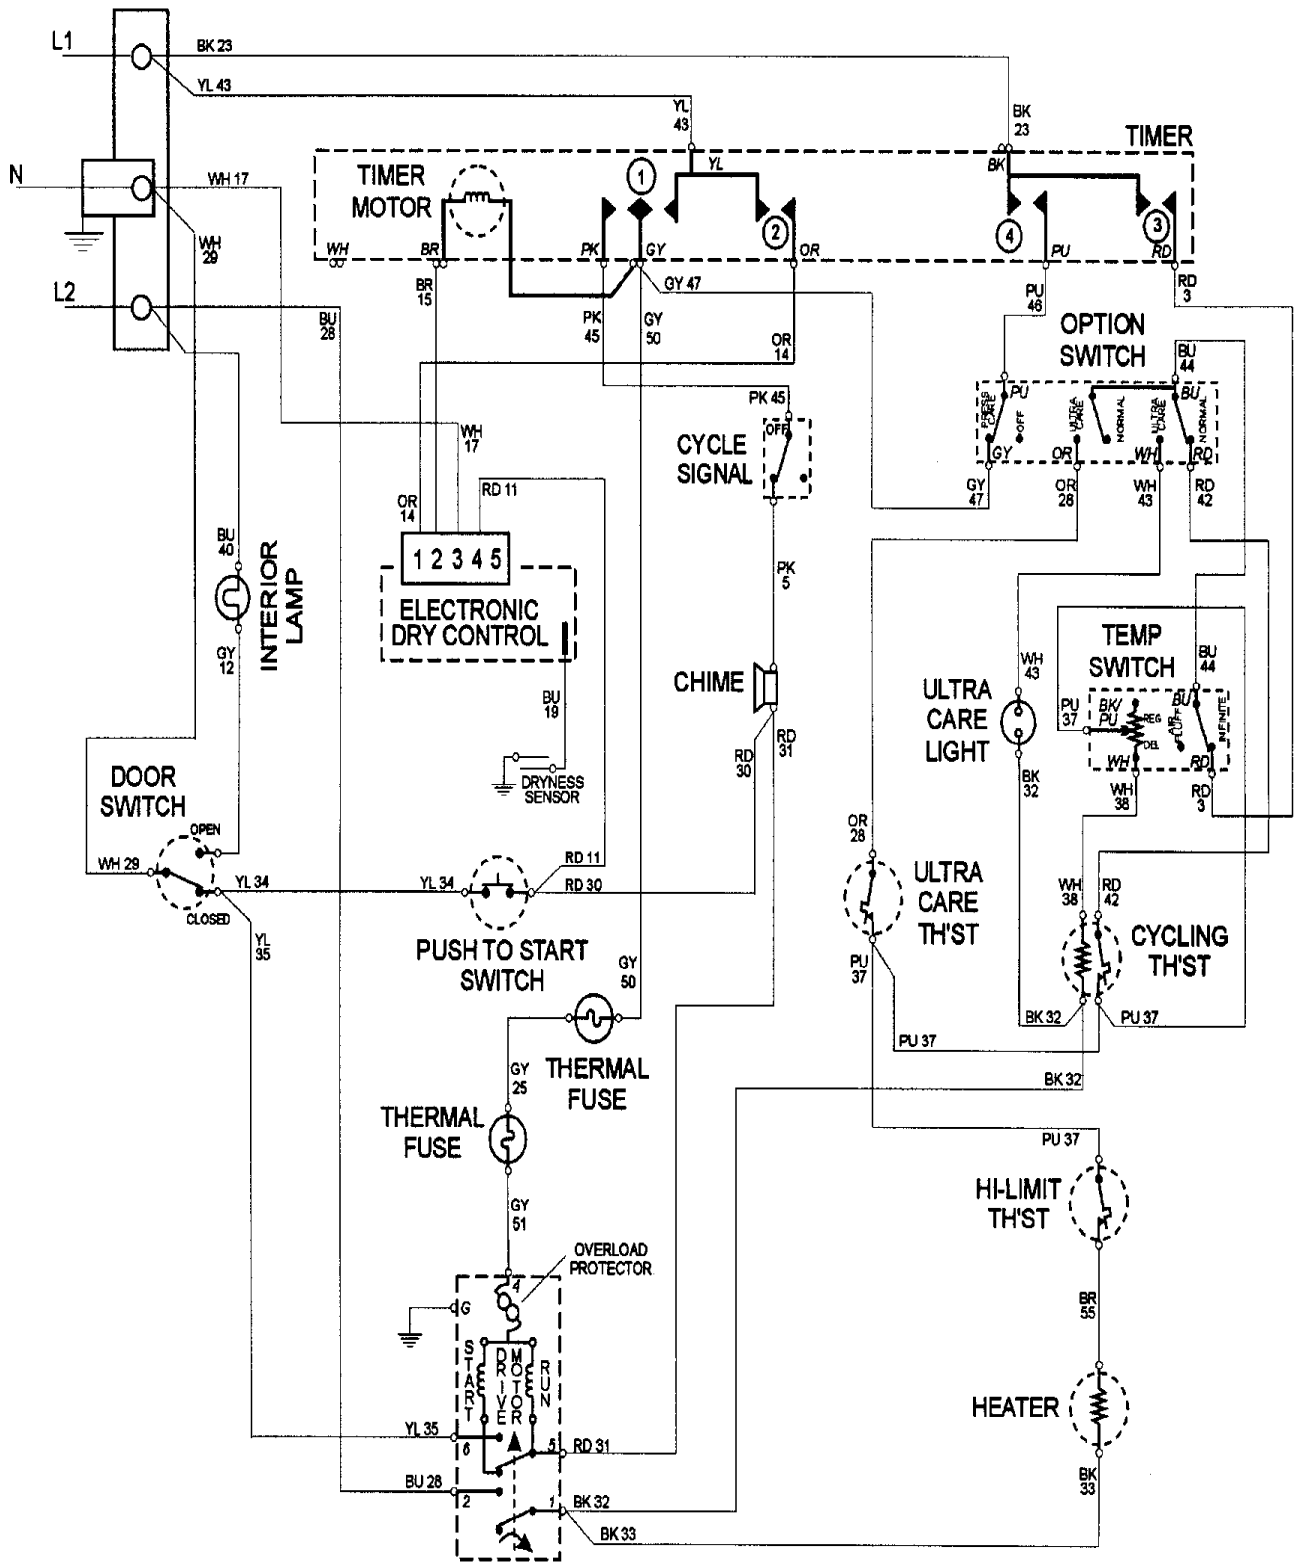 L1
BK 23
YL 43
YL
43
BK
23
TIMER
N
WH 17
TIMER
MOTOR
1
YL
BK
2
4
3
WH
29
WH
BR
PK
GY
OR
PU
RD
L2
BU
28
BR
15
GY 47
PK
45
GY
50
OR
14
PU
46
RD
3
OPTION
SWITCH
BU
44
PRESS
CARE
OFF
PU
ULTRA
CARE
NORMAL
ULTRA
CARE
BU
NORMAL
GY
OR
WH
RD
GY
47
OR
28
WH
43
RD
42
PK 45
OFF
CYCLE
SIGNAL
WH
17
RD 11
OR
14
1 2 3 4 5
ELECTRONIC
DRY CONTROL
BU
40
INTERIOR
LAMP
GY
12
PK
5
CHIME
BU
19
DRYNESS
SENSOR
RD
30
RD
31
WH
43
ULTRA
CARE
LIGHT
BK
32
TEMP
SWITCH
BU
44
PU
37
BK/
PU
REG
DEL
WH
AIR
FLUFF
BU
INFINITE
RD
WH
38
RD
3
DOOR
SWITCH
OPEN
WH 29
CLOSED
YL 34
YL 34
RD 11
RD 30
PUSH TO START
SWITCH
YL
35
OR
28
ULTRA
CARE
TH'ST
PU
37
WH
38
RD
42
CYCLING
TH'ST
BK 32
PU 37
PU 37
BK 32
GY
50
THERMAL
FUSE
GY
25
THERMAL
FUSE
GY
51
PU 37
HI-LIMIT
TH'ST
BR
55
HEATER
BK
33
OVERLOAD
PROTECTOR
4
G
START
DRIVE
MOTOR
RUN
YL 35
6
5
RD 31
BU 28
2
1
BK 32
BK 33